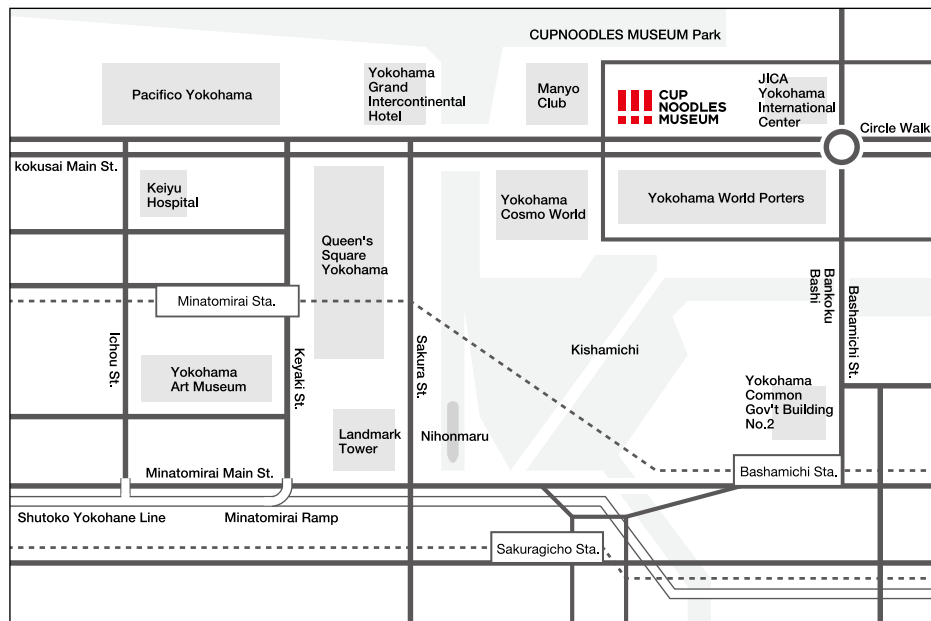 CUPNOODLES MUSEUM Park
Pacifico Yokohama
Yokohama
Grand
Intercontinental
Hotel
Manyo
Club
CUP
NOODLES
MUSEUM
JICA
Yokohama
International
Center
Circle Walk
kokusai Main St.
Keiyu
Hospital
Queen's
Square
Yokohama
Yokohama
Cosmo World
Yokohama World Porters
Minatomirai Sta.
Bankoku
Bashi
Bashamichi St.
Ichou St.
Keyaki St.
Sakura St.
Kishamichi
Yokohama
Art Museum
Yokohama
Common
Gov't Building
No.2
Landmark
Tower
Nihonmaru
Minatomirai Main St.
Bashamichi Sta.
Shutoko Yokohane Line
Minatomirai Ramp
Sakuragicho Sta.